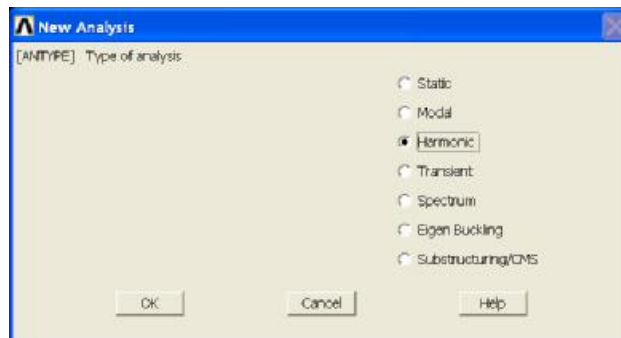 New Analysis
[ANTYPE] Type of analysis
Static
Modal
Harmonic
Transient
Spectrum
Eigen Buckling
Substructuring/CMS
OK Cancel Help